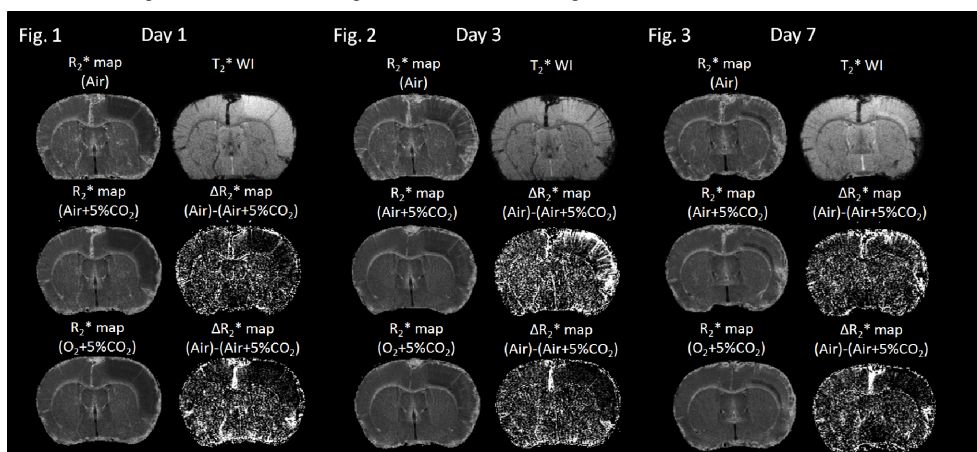 Fig. 1 Day 1 Fig. 2 Day 3 Fig. 3 Day 7
R₂* map
(Air)
T₂* WI
R₂* map
(Air)
T₂* WI
R₂* map
(Air)
T₂* WI
R₂* map
(Air+5%CO₂)
ΔR₂* map
(Air)-(Air+5%CO₂)
R₂* map
(Air+5%CO₂)
ΔR₂* map
(Air)-(Air+5%CO₂)
R₂* map
(Air+5%CO₂)
ΔR₂* map
(Air)-(Air+5%CO₂)
R₂* map
(O₂+5%CO₂)
ΔR₂* map
(Air)-(Air+5%CO₂)
R₂* map
(O₂+5%CO₂)
ΔR₂* map
(Air)-(Air+5%CO₂)
R₂* map
(O₂+5%CO₂)
ΔR₂* map
(Air)-(Air+5%CO₂)